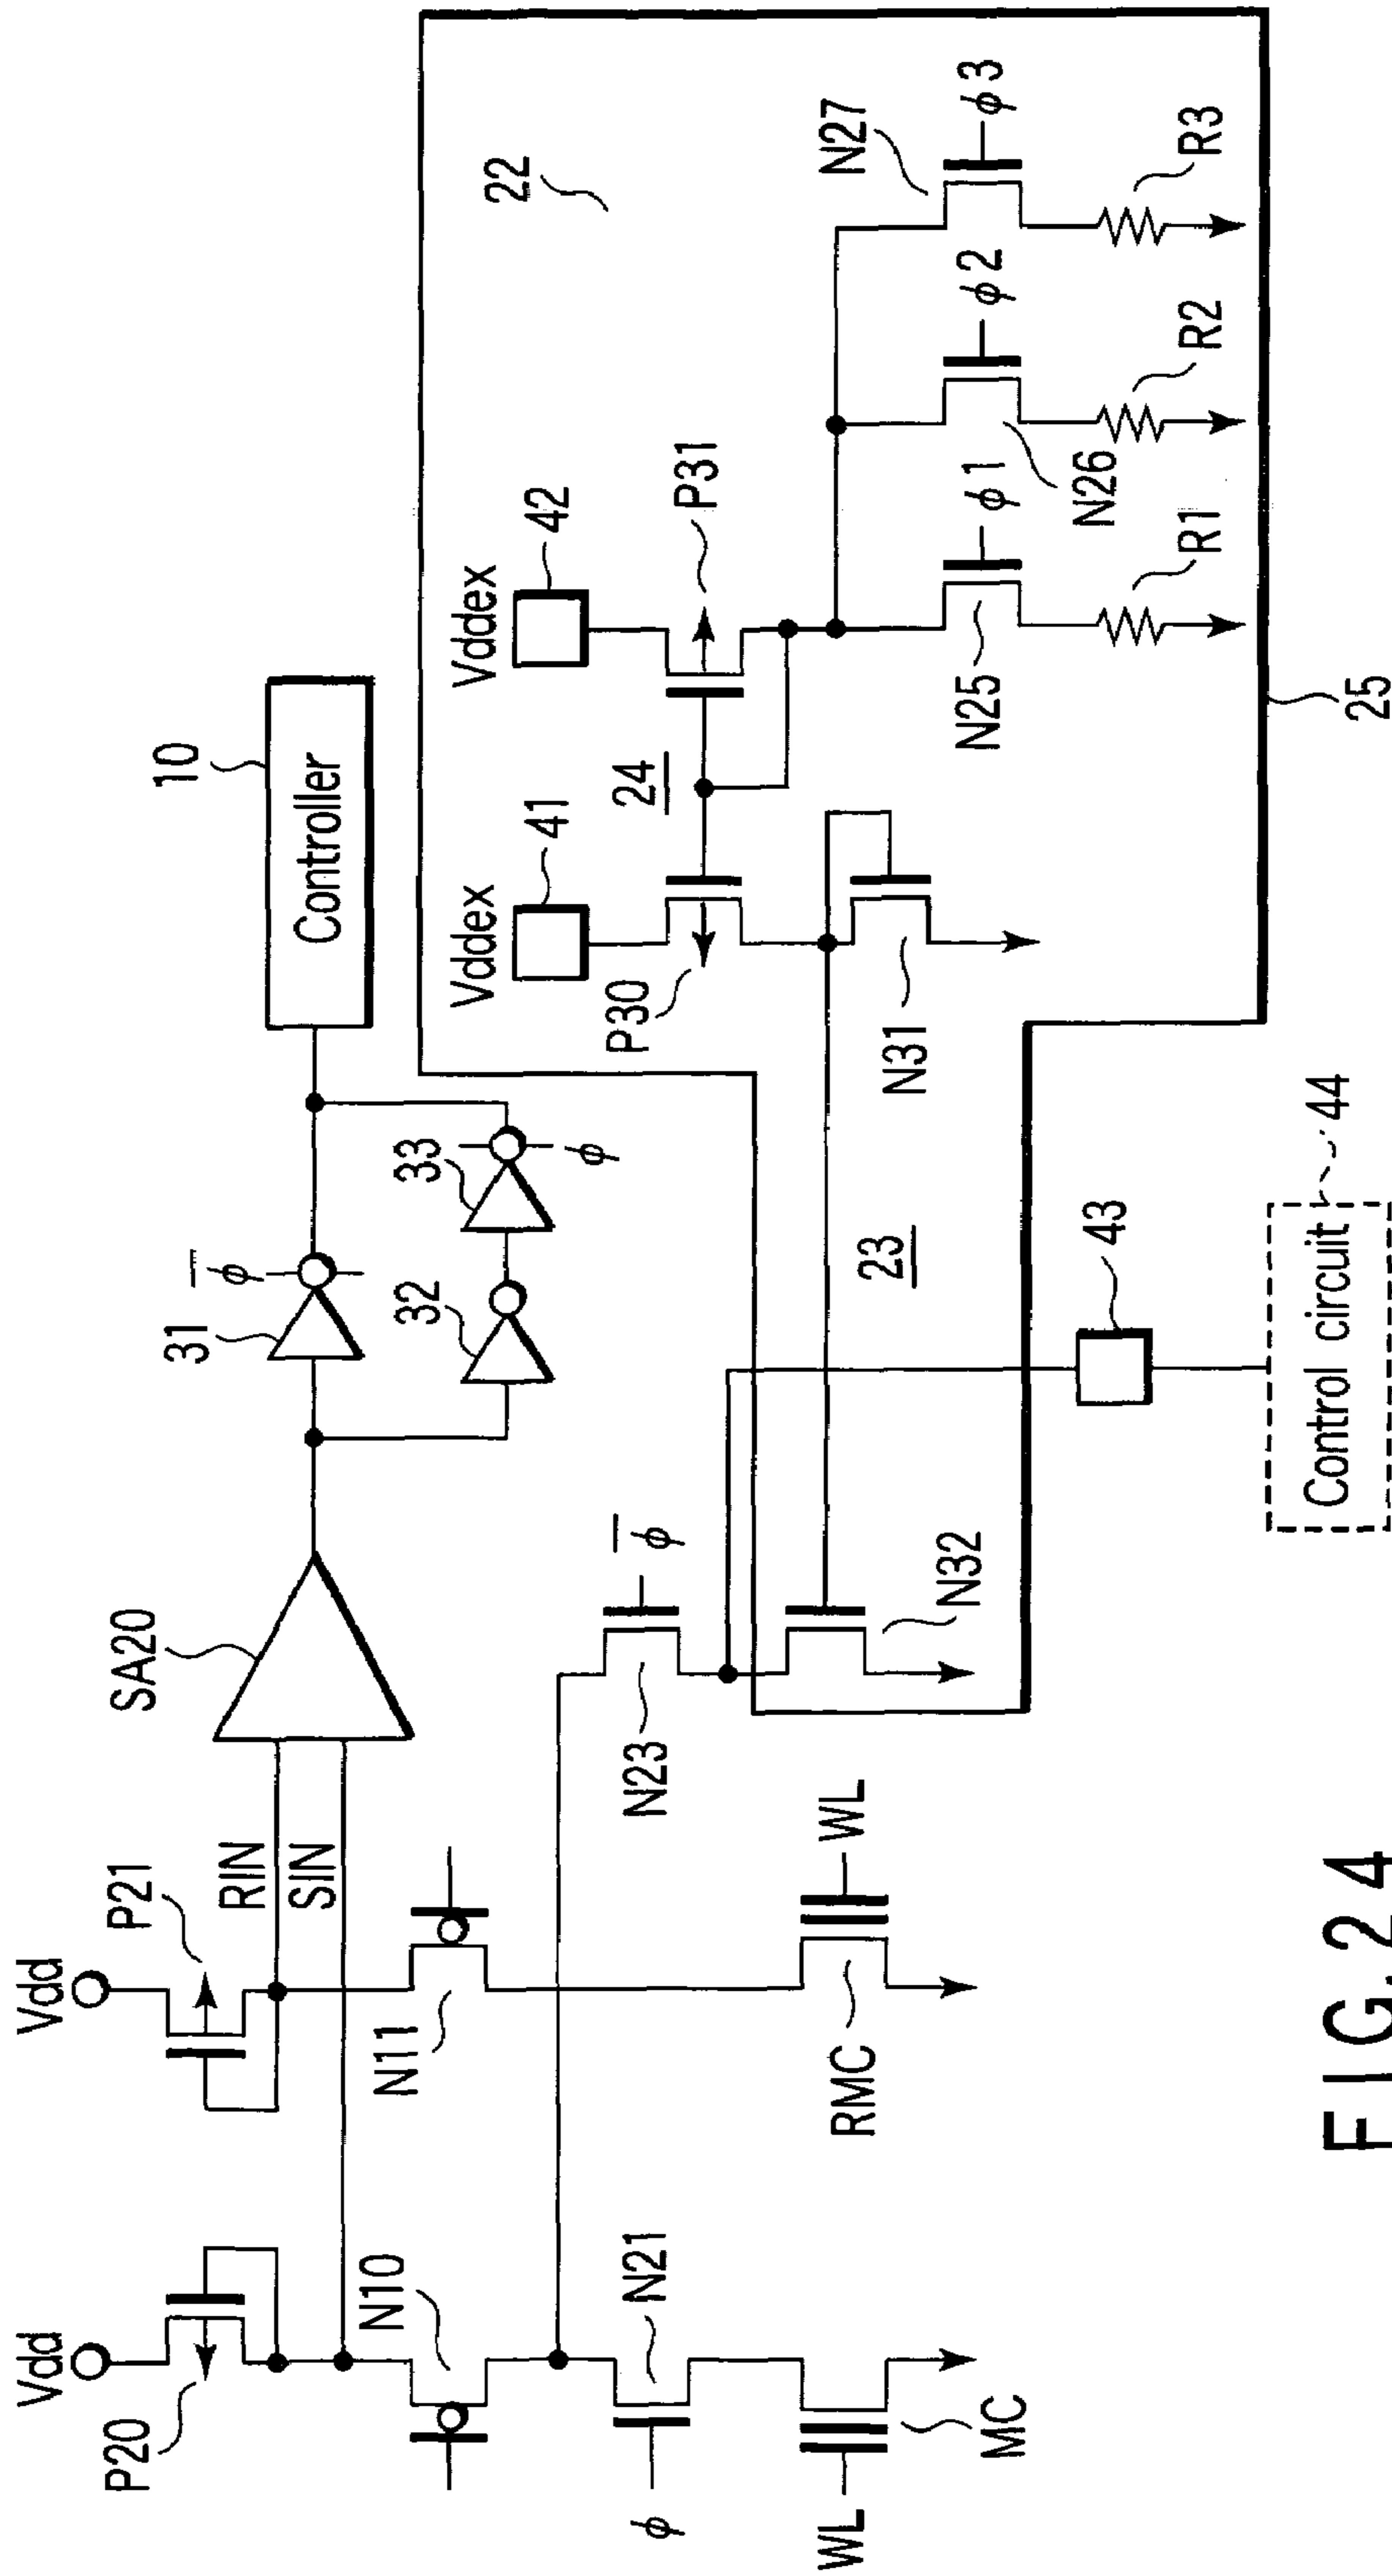 Vdd
P20
Vdd
P21
RIN
SIN
SA20
31
φ̅
32
33
φ
10
Controller
N10
N11
φ
N21
N23
φ̅
WL
MC
RMC
WL
Vddex
41
Vddex
42
22
P30
24
P31
N31
N32
23
N25
φ1
N26
φ2
N27
φ3
R1
R2
R3
25
43
Control circuit
44
FIG. 24